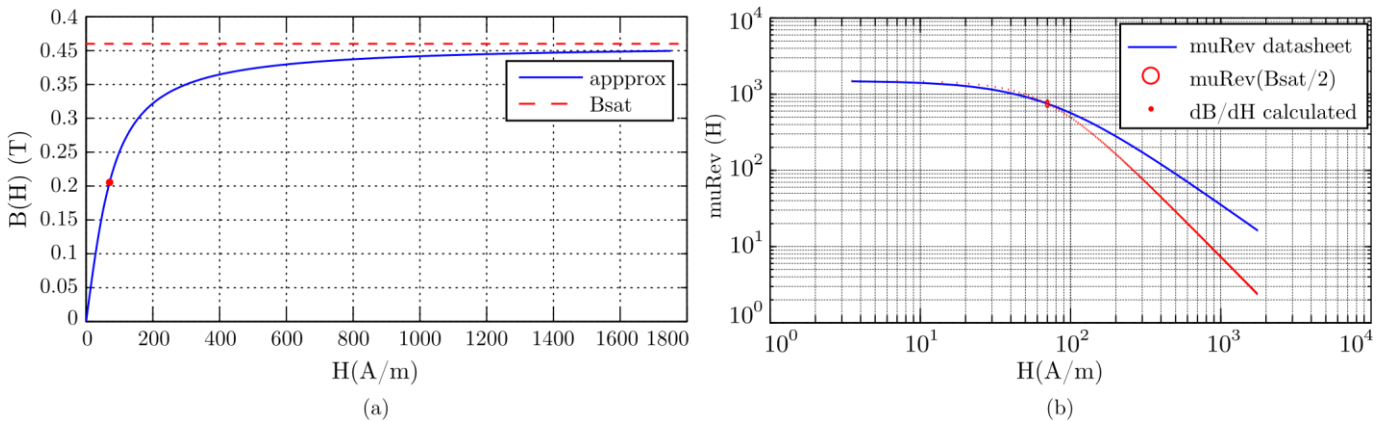 0.4
0.45
0.35
0.3
0.25
0.2
0.15
0.1
0.05
0
B(H) (T)
appprox
Bsat
0 200 400 600 800 1000 1200 1400 1600 1800
H(A/m)
(a)
10^4
10^3
10^2
10^1
10^0
muRev (H)
muRev datasheet
muRev(Bsat/2)
dB/dH calculated
10^0 10^1 10^2 10^3 10^4
H(A/m)
(b)